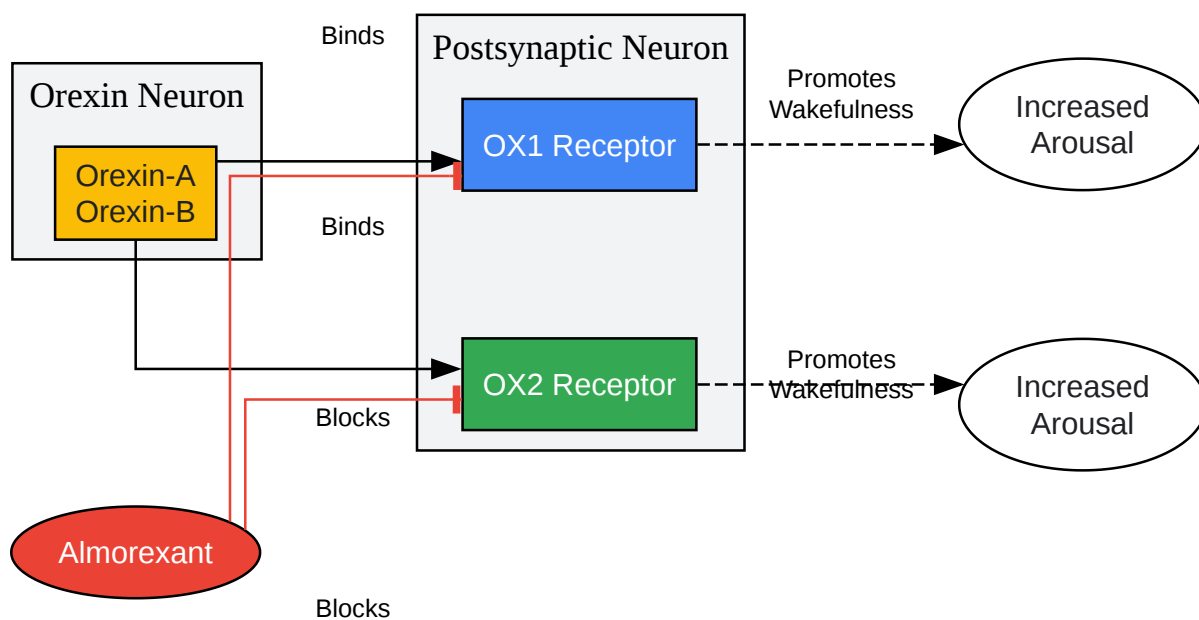 Binds
Postsynaptic Neuron
Orexin Neuron
Orexin-A
Orexin-B
OX1 Receptor
Promotes
Wakefulness
Increased
Arousal
Binds
OX2 Receptor
Promotes
Wakefulness
Increased
Arousal
Blocks
Almorexant
Blocks